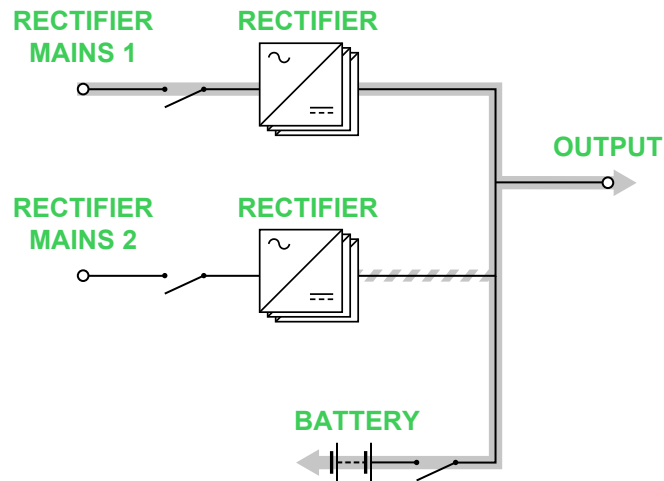 RECTIFIER
MAINS 1
RECTIFIER
OUTPUT
RECTIFIER
MAINS 2
RECTIFIER
BATTERY